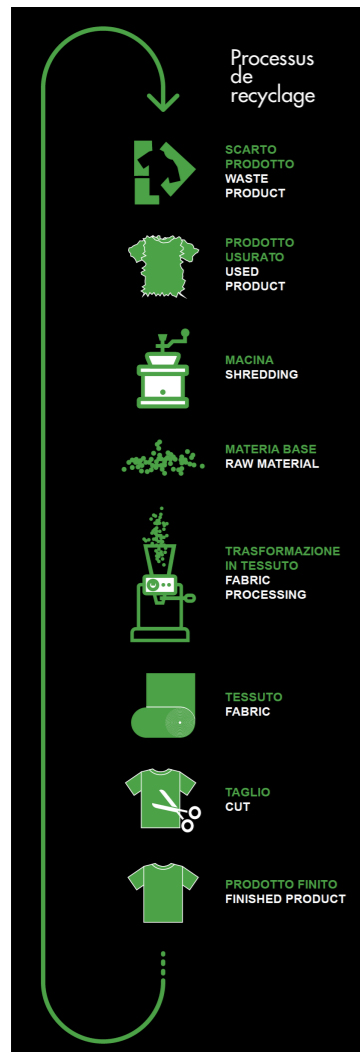 Processus
de
recyclage
SCARTO
PRODOTTO
WASTE
PRODUCT
PRODOTTO
USURATO
USED
PRODUCT
MACINA
SHREDDING
MATERIA BASE
RAW MATERIAL
TRASFORMAZIONE
IN TESSUTO
FABRIC
PROCESSING
TESSUTO
FABRIC
TAGLIO
CUT
PRODOTTO FINITO
FINISHED PRODUCT